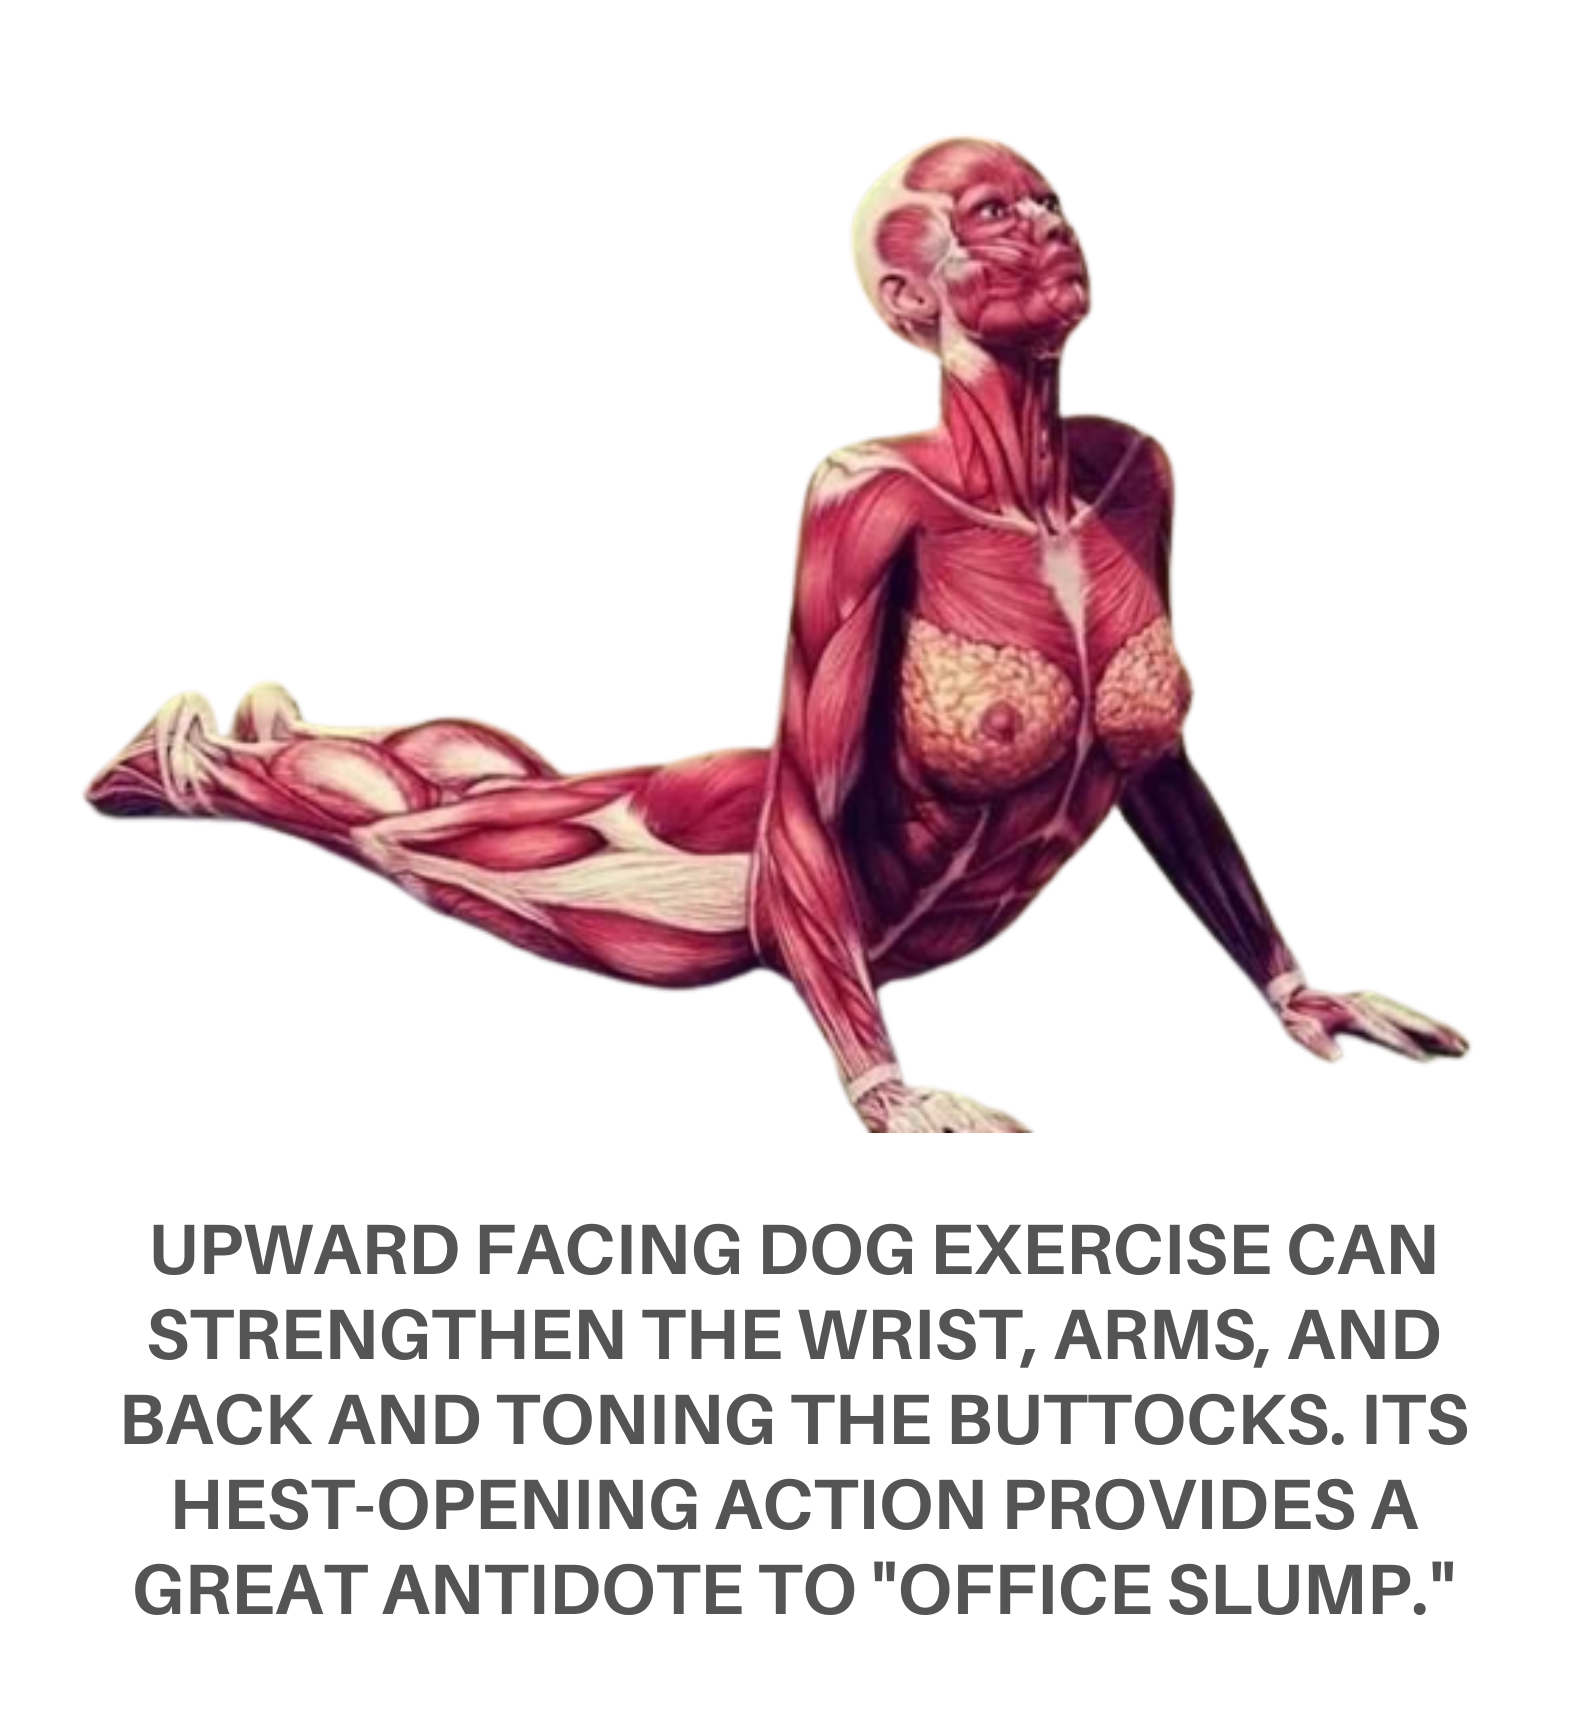 UPWARD FACING DOG EXERCISE CAN
STRENGTHEN THE WRIST, ARMS, AND
BACK AND TONING THE BUTTOCKS. ITS
HEST-OPENING ACTION PROVIDES A
GREAT ANTIDOTE TO "OFFICE SLUMP."